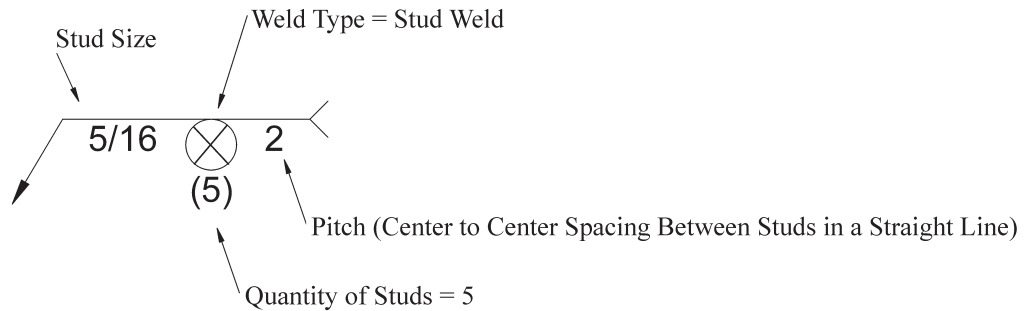 Weld Type = Stud Weld
Stud Size
5/16
2
(5)
Pitch (Center to Center Spacing Between Studs in a Straight Line)
Quantity of Studs = 5